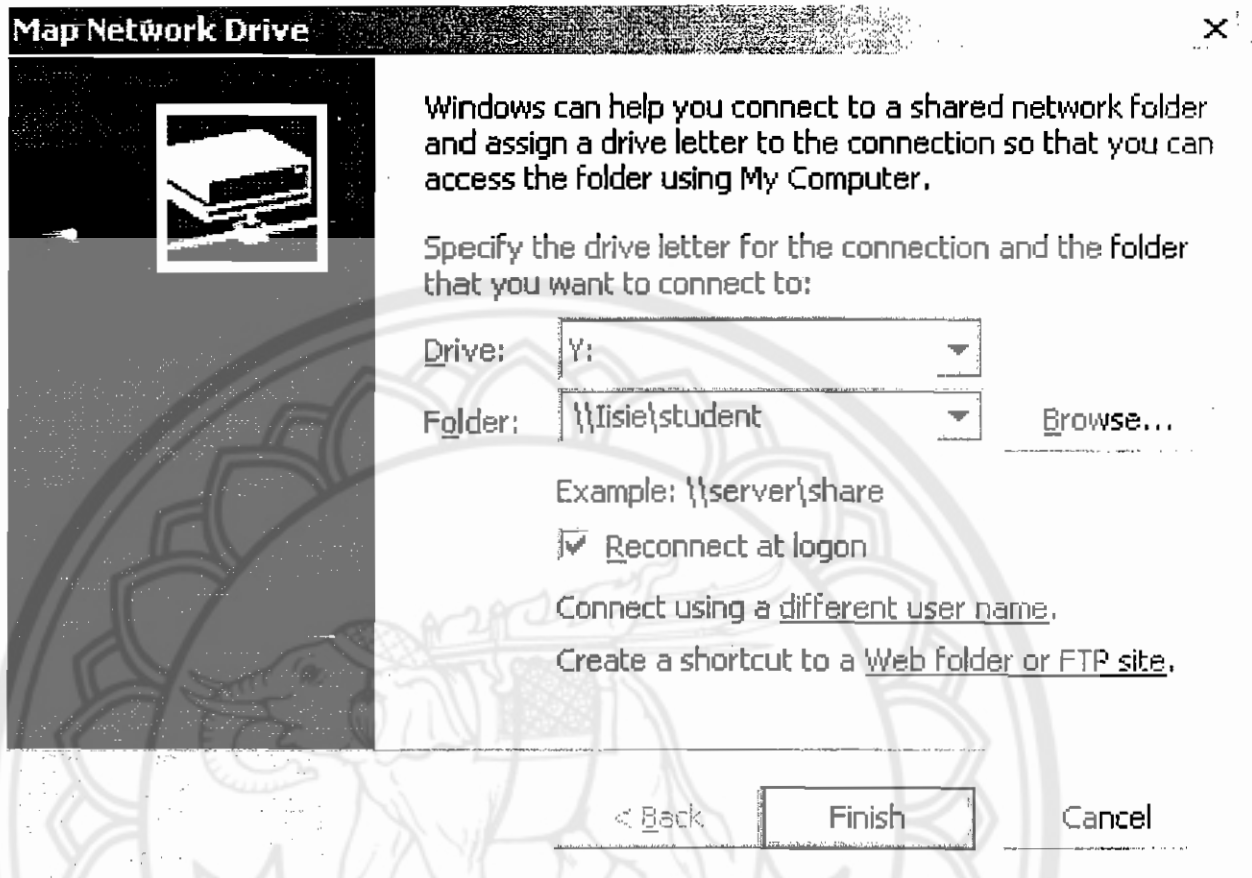 Map Network Drive
Windows can help you connect to a shared network folder
and assign a drive letter to the connection so that you can
access the folder using My Computer.
Specify the drive letter for the connection and the folder
that you want to connect to:
Drive: Y:
Folder: \\Iisie\student Browse...
Example: \\server\share
Reconnect at logon
Connect using a different user name.
Create a shortcut to a Web folder or FTP site.
< Back Finish Cancel